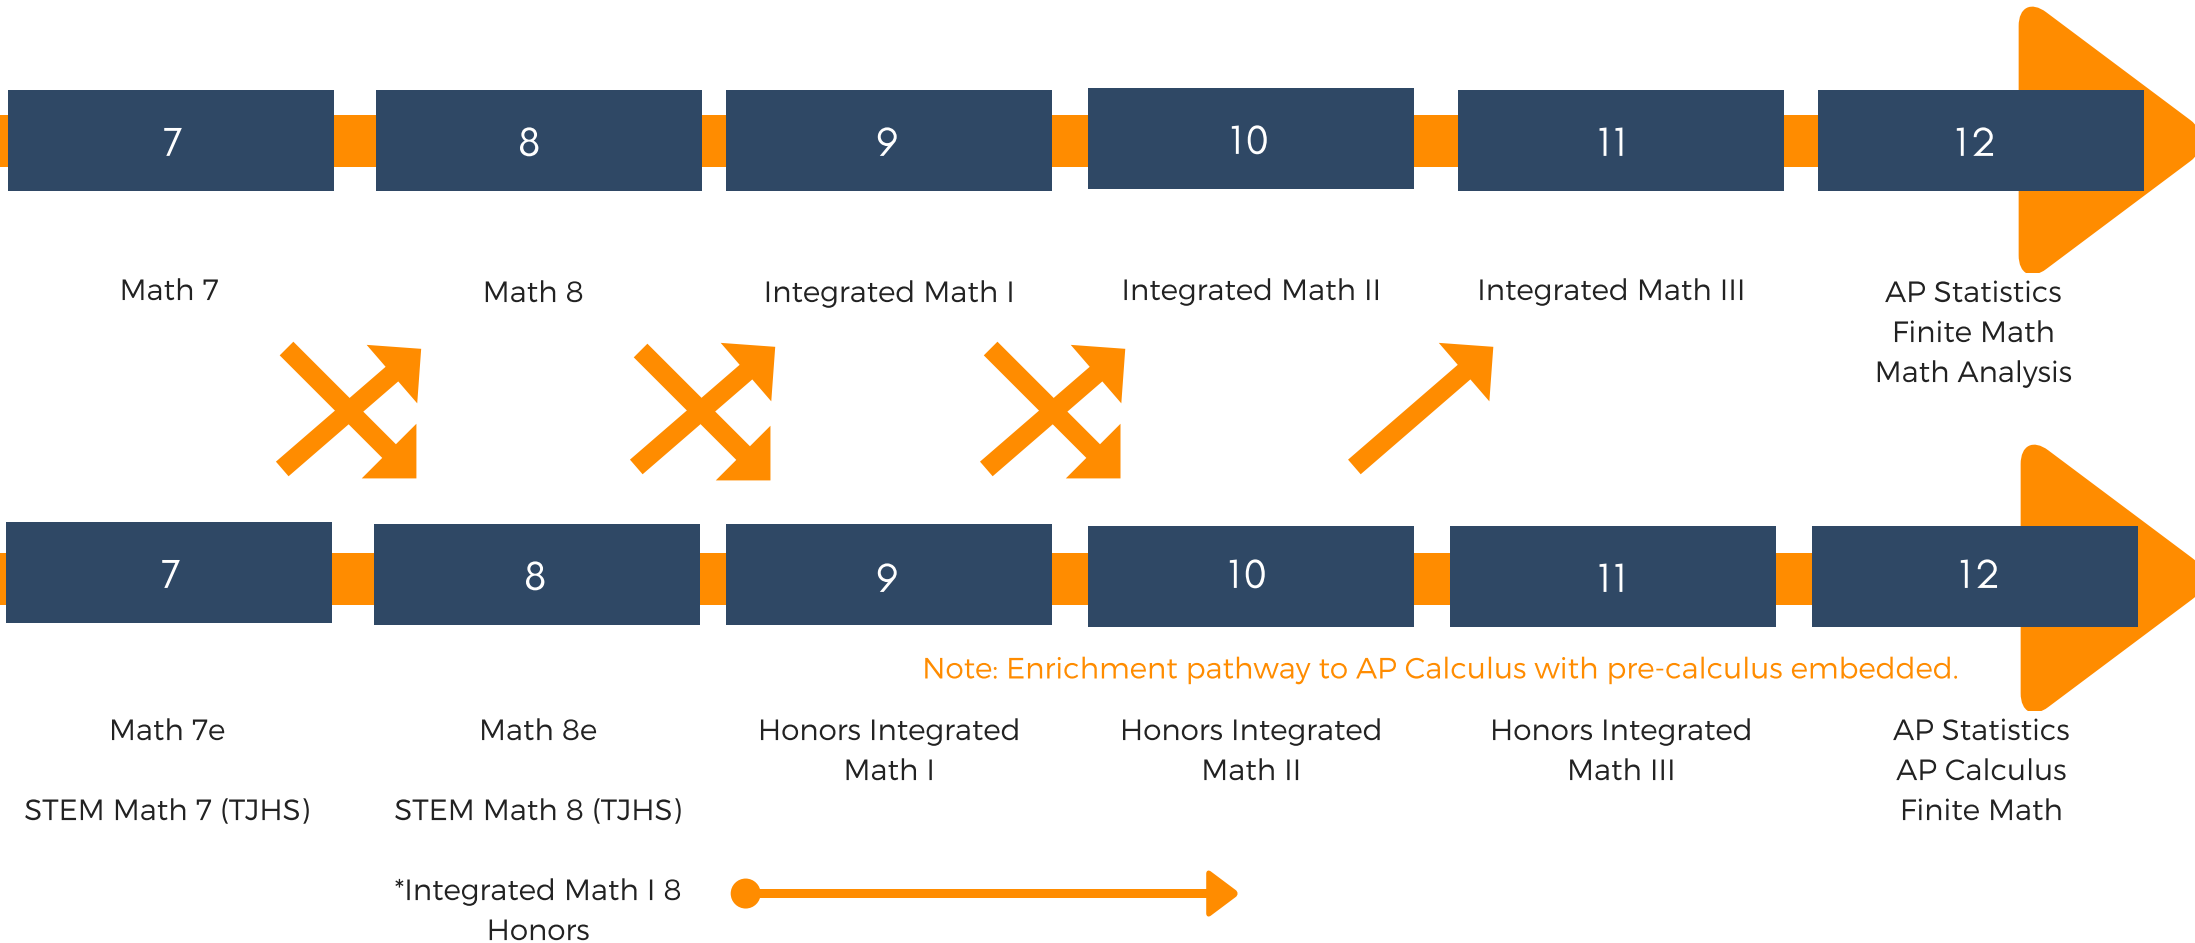 7
8
9
10
11
12
Math 7
Math 8
Integrated Math I
Integrated Math II
Integrated Math III
AP Statistics
Finite Math
Math Analysis
7
8
9
10
11
12
Note: Enrichment pathway to AP Calculus with pre-calculus embedded.
Math 7e
STEM Math 7 (TJHS)
Math 8e
STEM Math 8 (TJHS)
*Integrated Math I 8
Honors
Honors Integrated
Math I
Honors Integrated
Math II
Honors Integrated
Math III
AP Statistics
AP Calculus
Finite Math